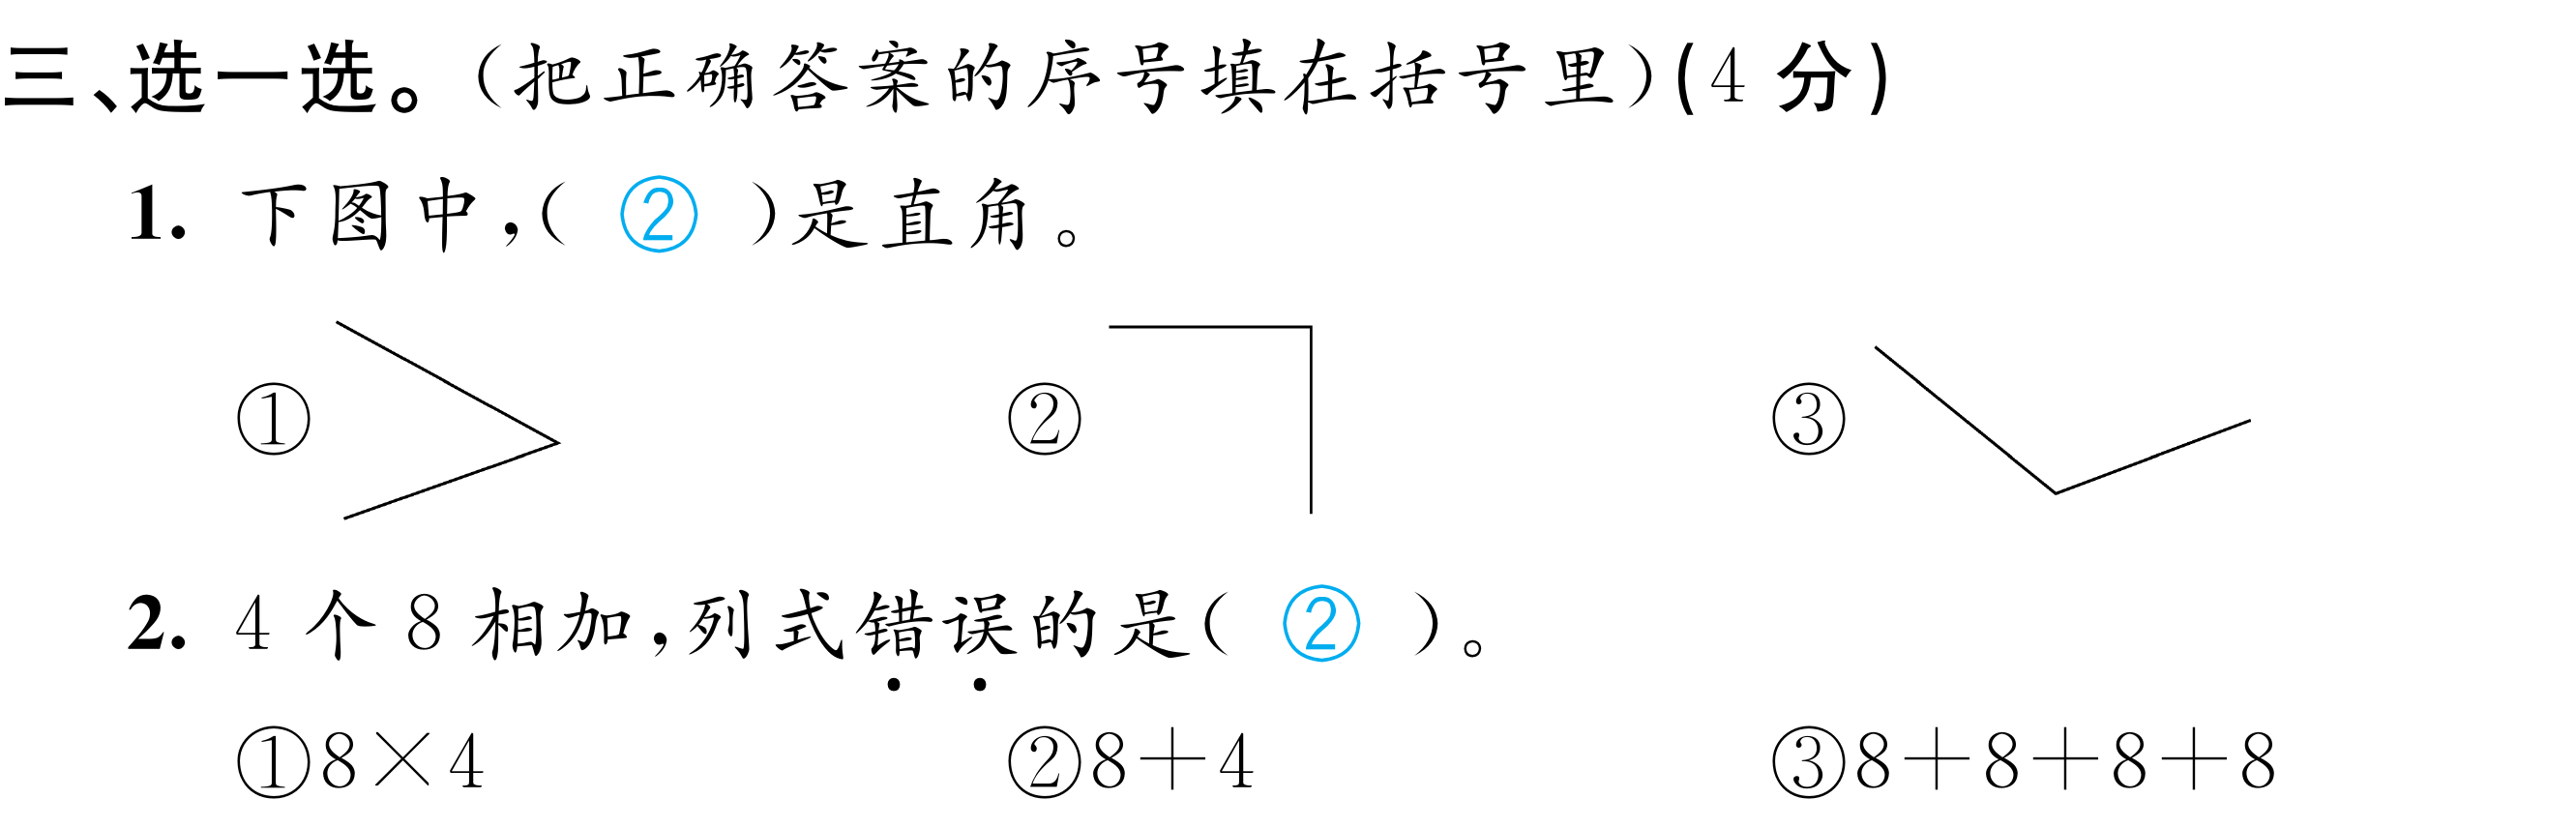 三、选一选。(把正确答案的序号填在括号里)(4 分)
1. 下图中,( ② )是直角。
① ② ③
2. 4 个 8 相加,列式错误的是( ② )。
①8×4 ②8+4 ③8+8+8+8